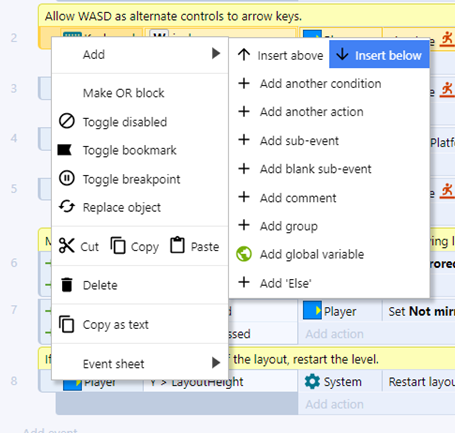 Allow WASD as alternate controls to arrow keys.
2
Add
Insert above
Insert below
3
Make OR block
Add another condition
Toggle disabled
Add another action
4
Toggle bookmark
Add sub-event
Platf
Toggle breakpoint
Add blank sub-event
5
Replace object
Add comment
Add group
Cut Copy Paste
Add global variable
6
Delete
Add 'Else'
7
Player
Set Not mirr
Copy as text
Add action
If
of the layout, restart the level.
Event sheet
8
Player
Y > LayoutHeight
System
Restart layou
Add action
Add event